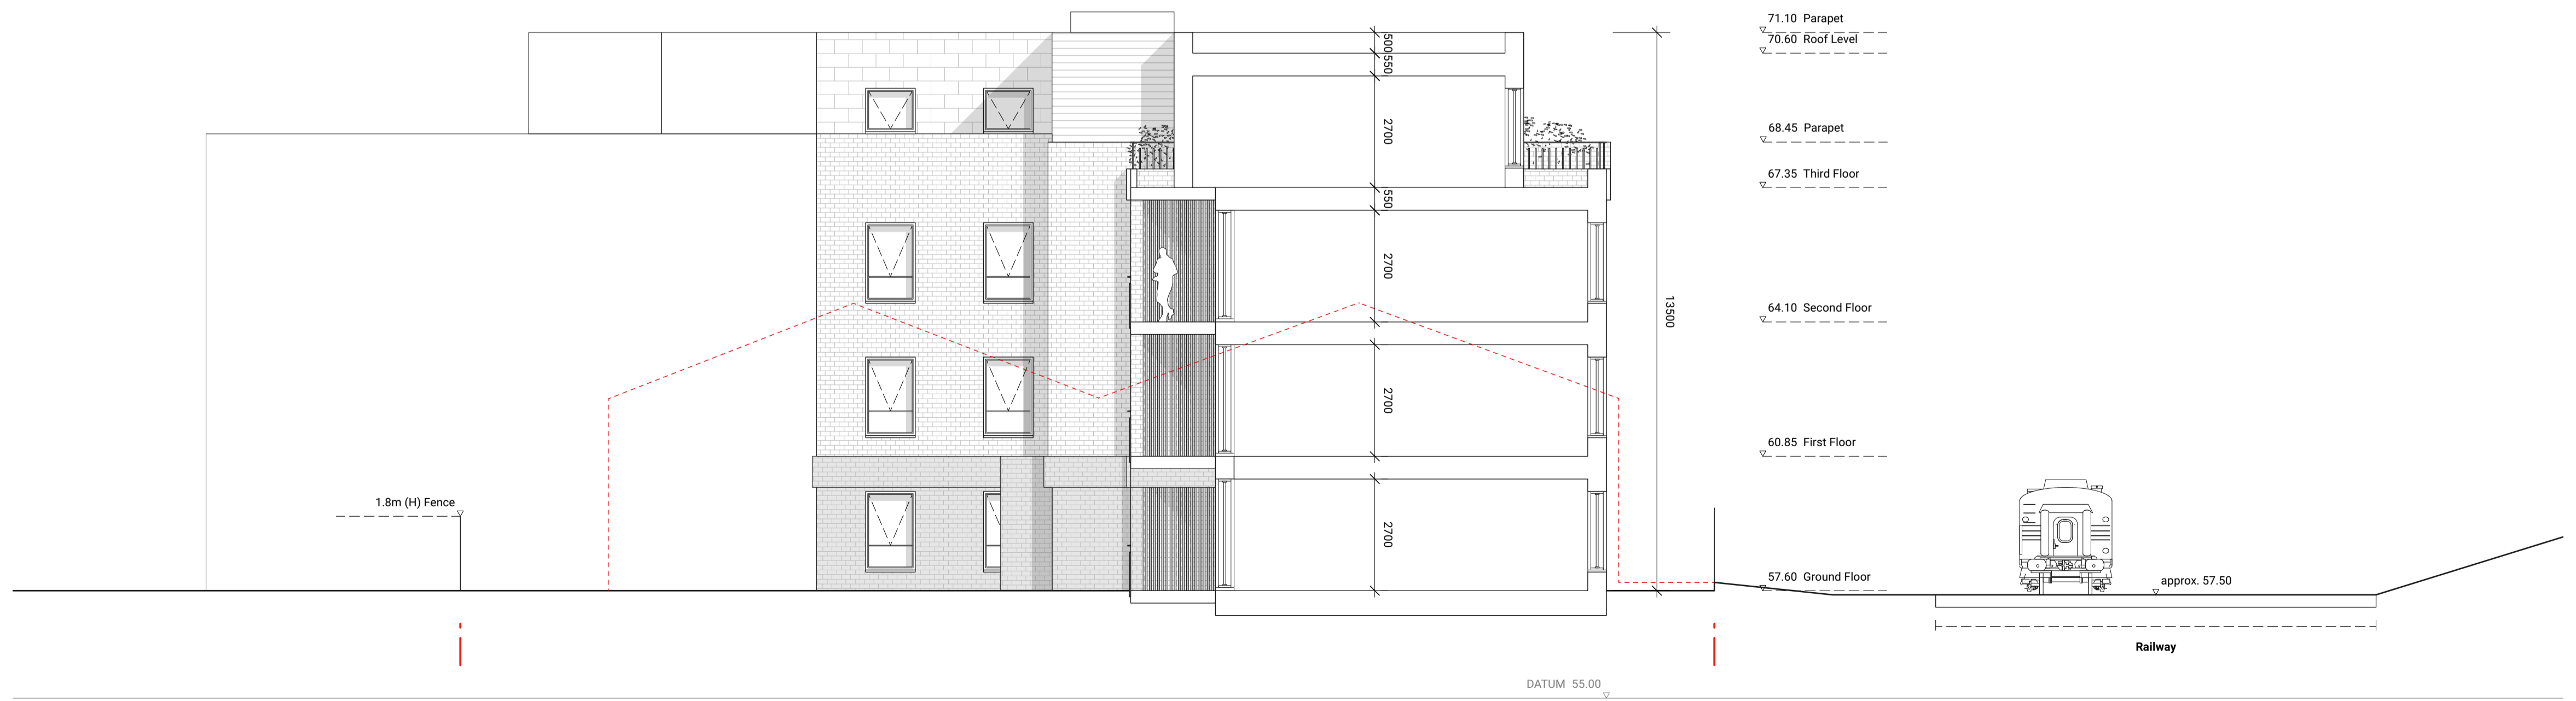 71.10 Parapet
70.60 Roof Level
500
550
2700
68.45 Parapet
67.35 Third Floor
550
2700
64.10 Second Floor
13500
2700
60.85 First Floor
1.8m (H) Fence
2700
57.60 Ground Floor
approx. 57.50
Railway
DATUM 55.00